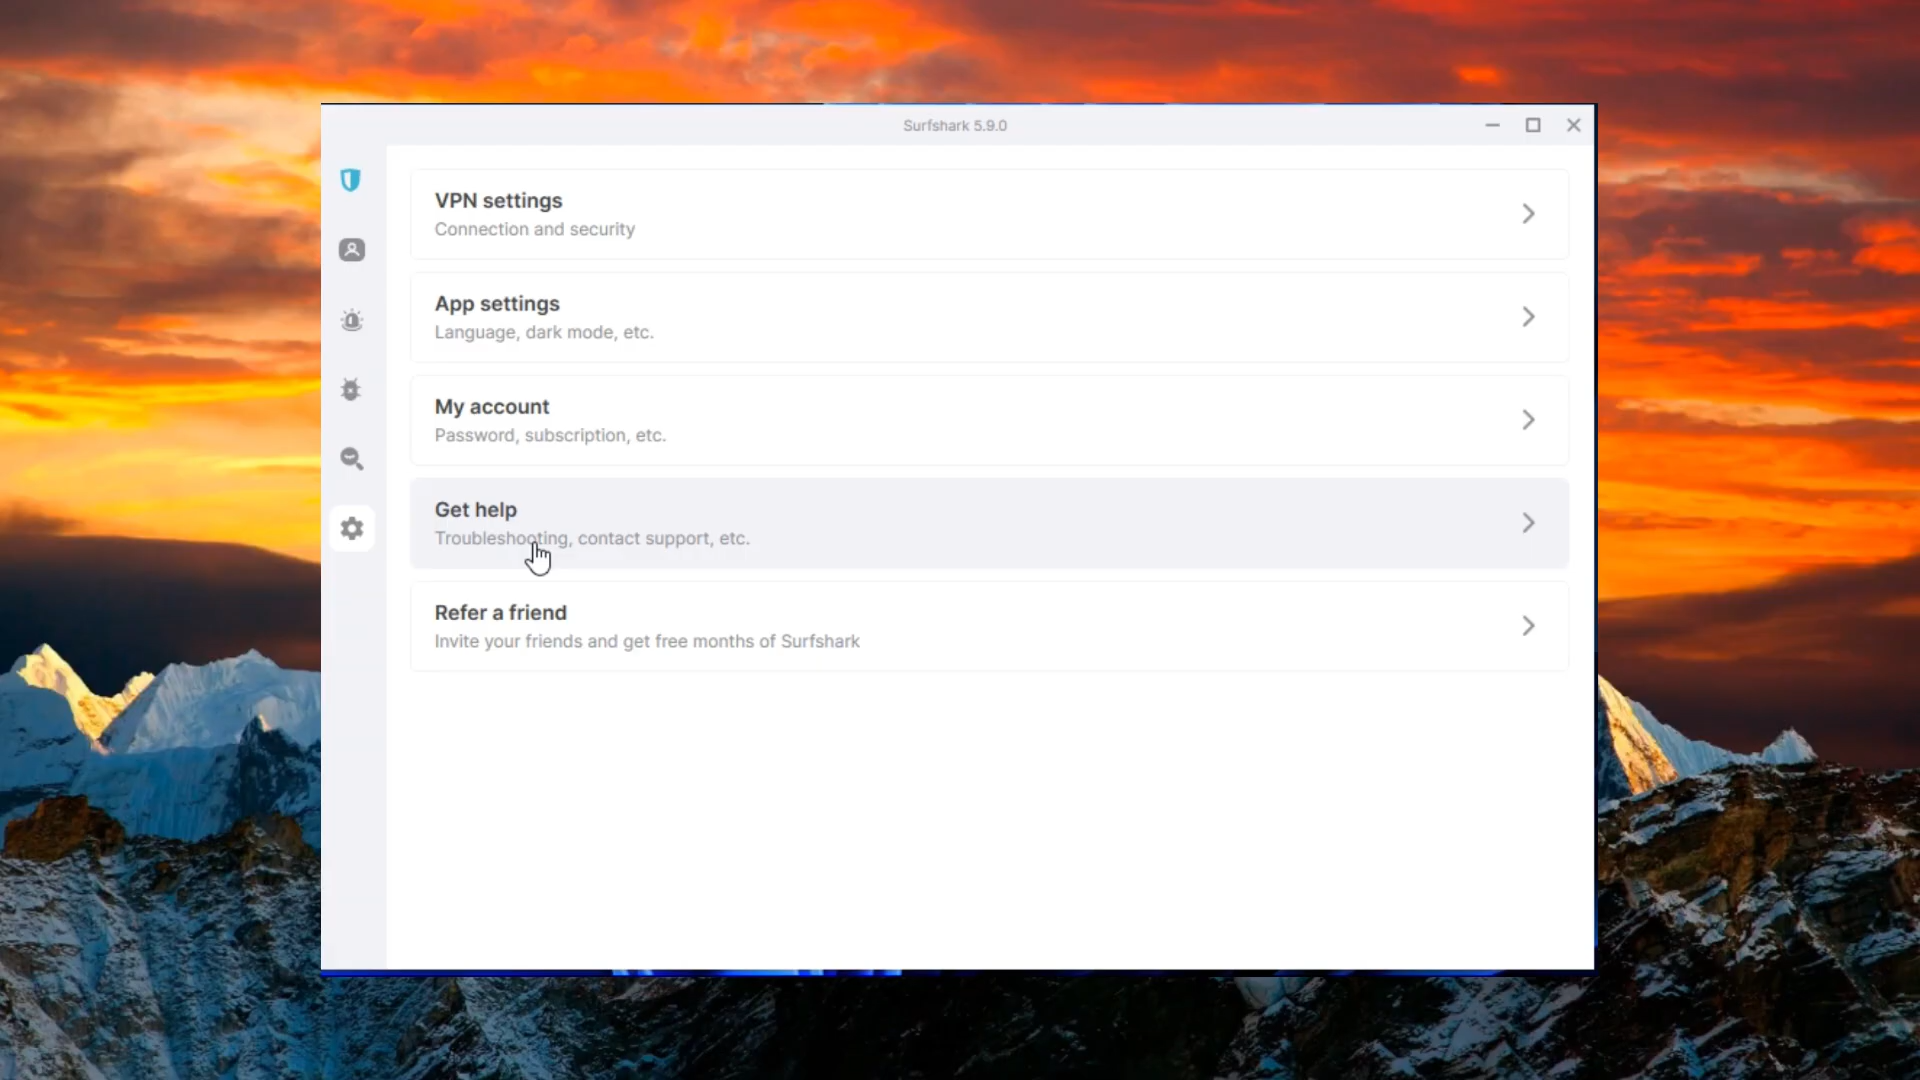 Surfshark 5.9.0
VPN settings
Connection and security
App settings
Language, dark mode, etc.
My account
Password, subscription, etc.
Get help
Troubleshooting, contact support, etc.
Refer a friend
Invite your friends and get free months of Surfshark